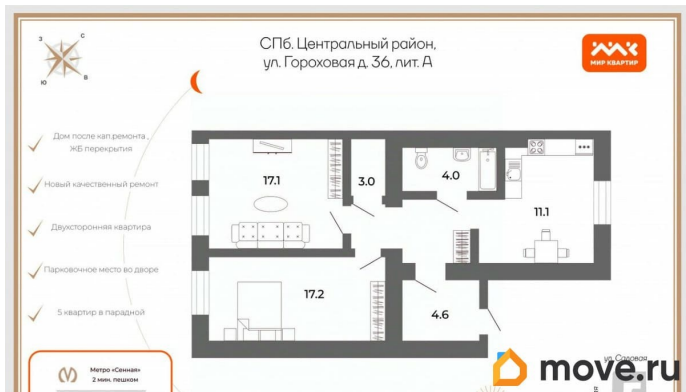 З
С
Ю
В
СПб. Центральный район,
ул. Гороховая д. 36, лит. А
МИР КВАРТИР
Дом после кап.ремонта,
ЖБ перекрытия
Новый качественный ремонт
Двухсторонняя квартира
Парковочное место во дворе
5 квартир в парадной
17.1
3.0
4.0
11.1
17.2
4.6
Метро «Сенная»
2 мин. пешком
ул. Садовая
move.ru